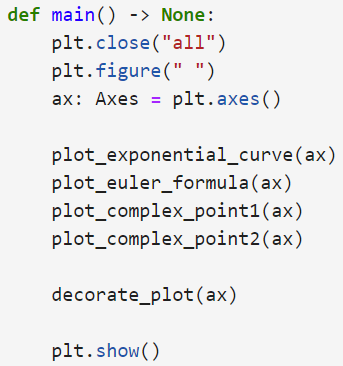 def main() -> None:
    plt.close("all")
    plt.figure(" ")
    ax: Axes = plt.axes()

    plot_exponential_curve(ax)
    plot_euler_formula(ax)
    plot_complex_point1(ax)
    plot_complex_point2(ax)

    decorate_plot(ax)

    plt.show()